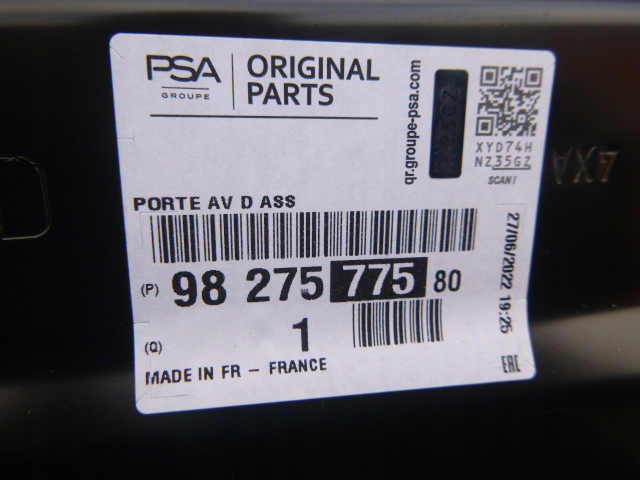 PSA
GROUPE
ORIGINAL
PARTS
qr.groupe-psa.com
XYD74H
NZ35GZ
SCAN!
PORTE AV D ASS
(P) 98 275 775 80
(Q) 1
MADE IN FR - FRANCE
27/06/2022 19:25
EAC